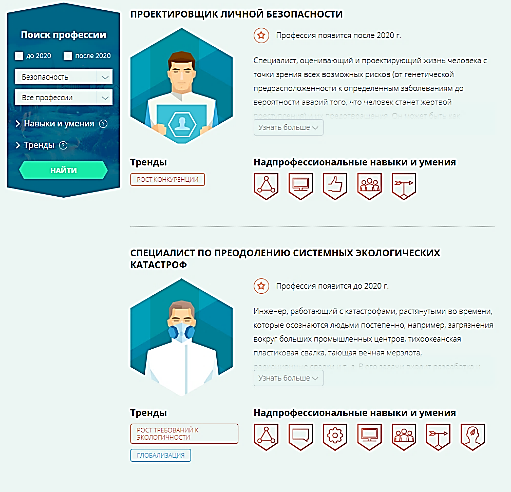 Поиск профессии
до 2020
после 2020
Безопасность
Все профессии
Навыки и умения ?
Тренды ?
НАЙТИ
ПРОЕКТИРОВЩИК ЛИЧНОЙ БЕЗОПАСНОСТИ
Профессия появится после 2020 г.
Специалист, оценивающий и проектирующий жизнь человека с
точки зрения всех возможных рисков (от генетической
предрасположенности к определенным заболеваниям до
вероятности аварий того, что человек станет жертвой
Узнать больше
Тренды
РОСТ КОНКУРЕНЦИИ
Надпрофессиональные навыки и умения
СПЕЦИАЛИСТ ПО ПРЕОДОЛЕНИЮ СИСТЕМНЫХ ЭКОЛОГИЧЕСКИХ
КАТАСТРОФ
Профессия появится до 2020 г.
Инженер, работающий с катастрофами, растянутыми во времени,
которые осознаются людьми постепенно, например, загрязнения
вокруг больших промышленных центров, тихоокеанская
пластиковая свалка, тающая вечная мерзлота,
Узнать больше
Тренды
РОСТ ТРЕБОВАНИЙ К
ЭКОЛОГИЧНОСТИ
ГЛОБАЛИЗАЦИЯ
Надпрофессиональные навыки и умения